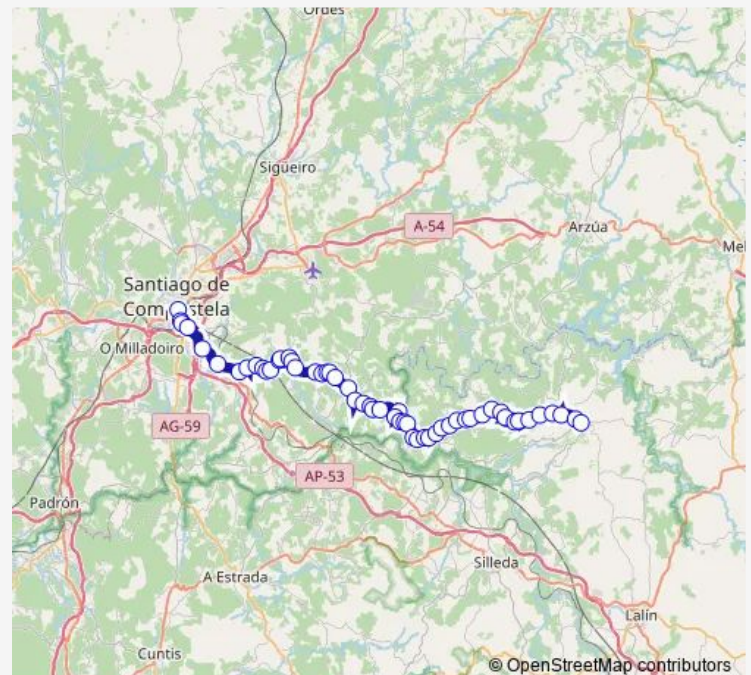 Ordes
Sigüeiro
A-54
Arzúa
Mel
Santiago de
Compostela
O Milladoiro
AG-59
AP-53
Padrón
Silleda
A Estrada
Lalín
Cuntis
© OpenStreetMap contributors